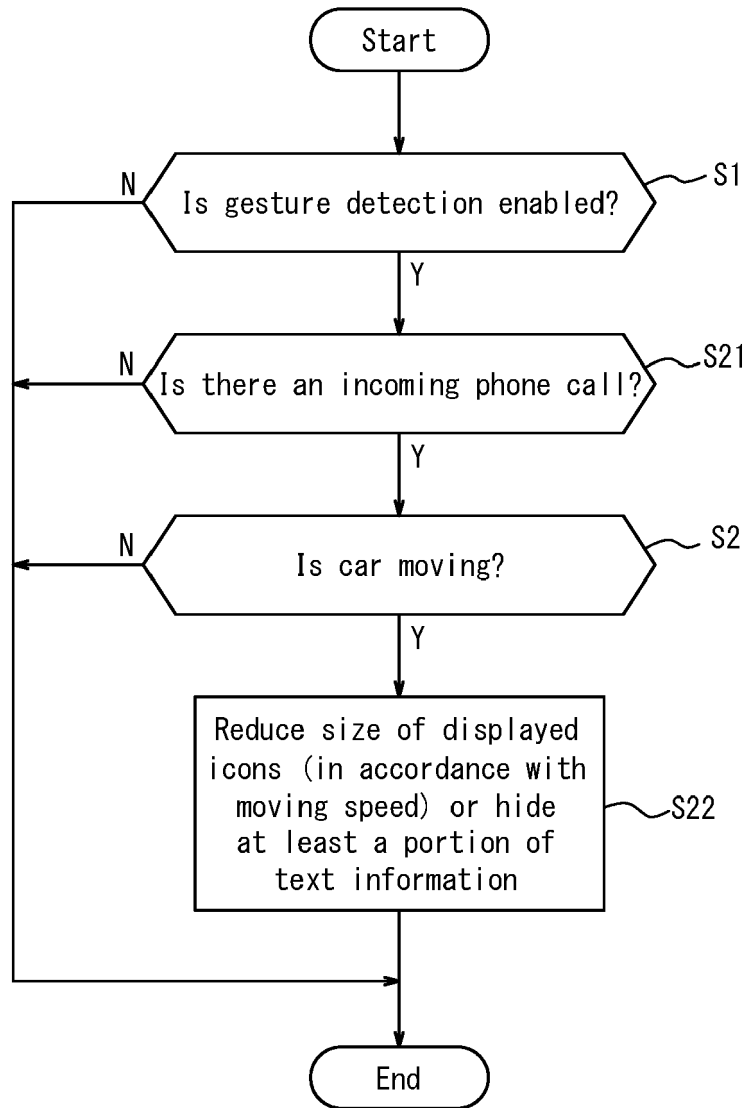 Start
N
Is gesture detection enabled?
S1
Y
N
Is there an incoming phone call?
S21
Y
N
Is car moving?
S2
Y
Reduce size of displayed
icons (in accordance with
moving speed) or hide
at least a portion of
text information
S22
End